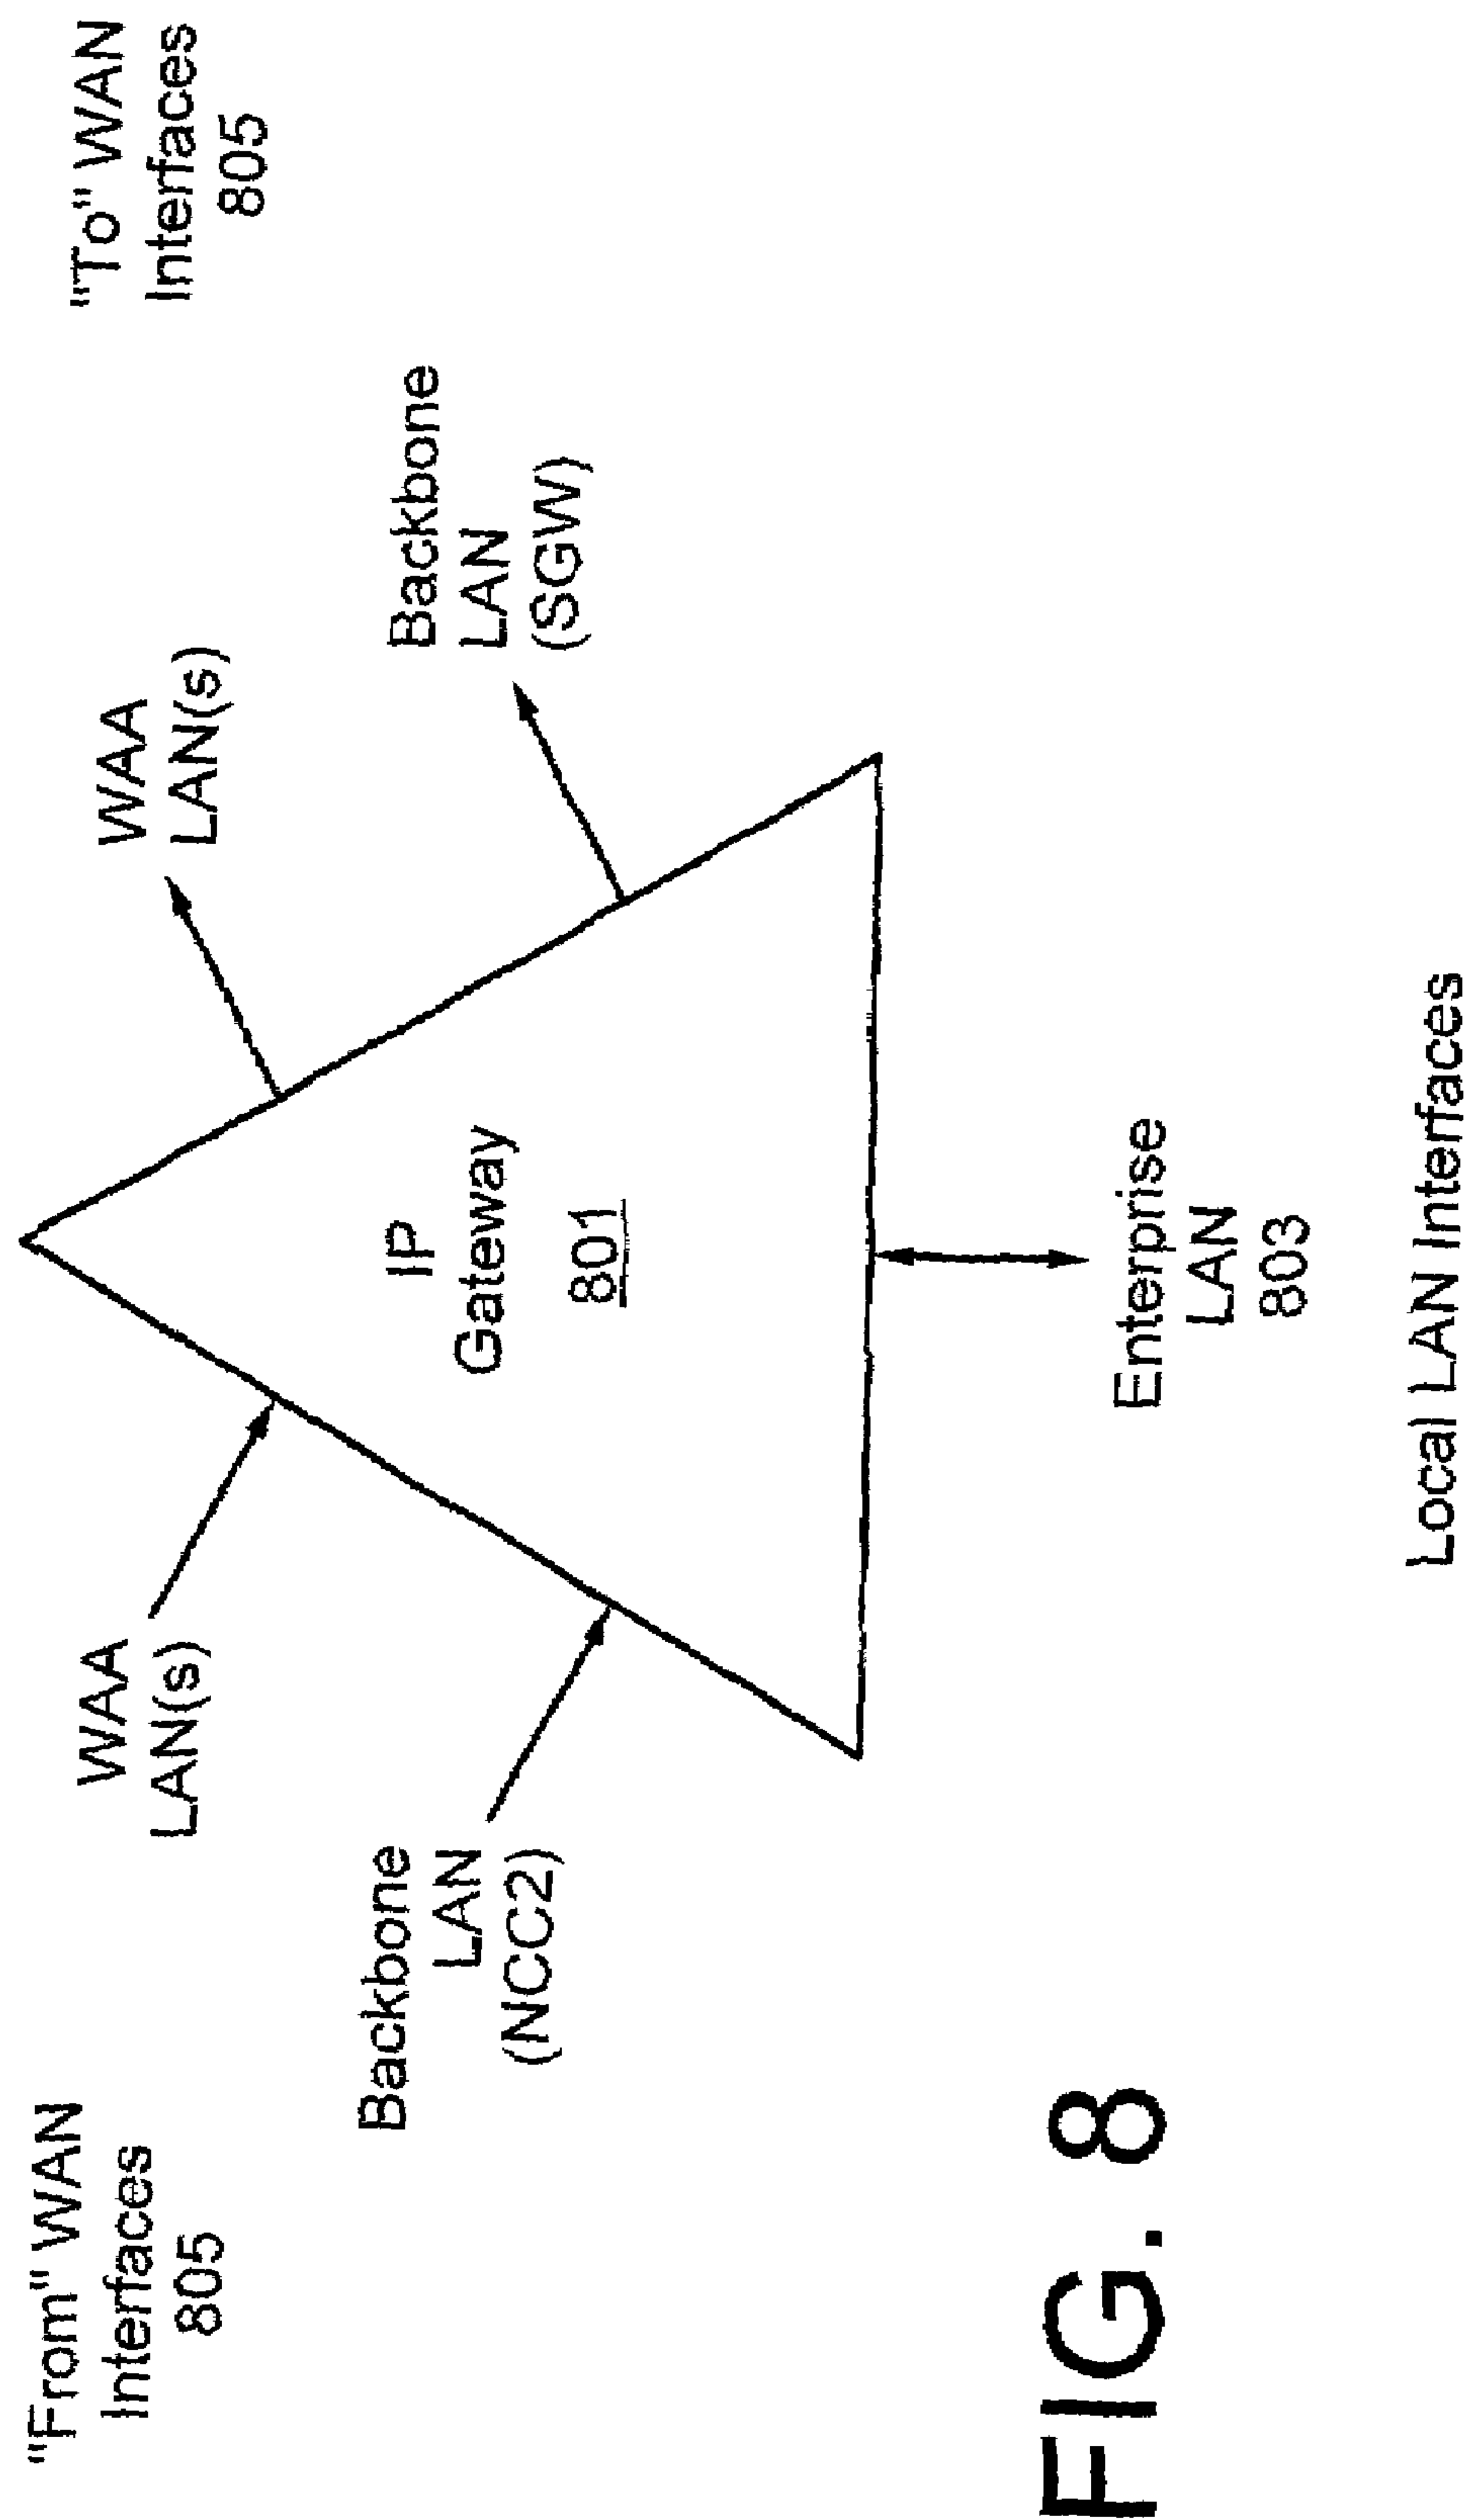 "From" WAN
Interfaces
805
WAA
LAN(s)
Backbone
LAN
(NCC2)
IP
Gateway
801
WAA
LAN(s)
Backbone
LAN
(SGW)
"To" WAN
Interfaces
805
Enterprise
LAN
803
Local LAN Interfaces
FIG. 8